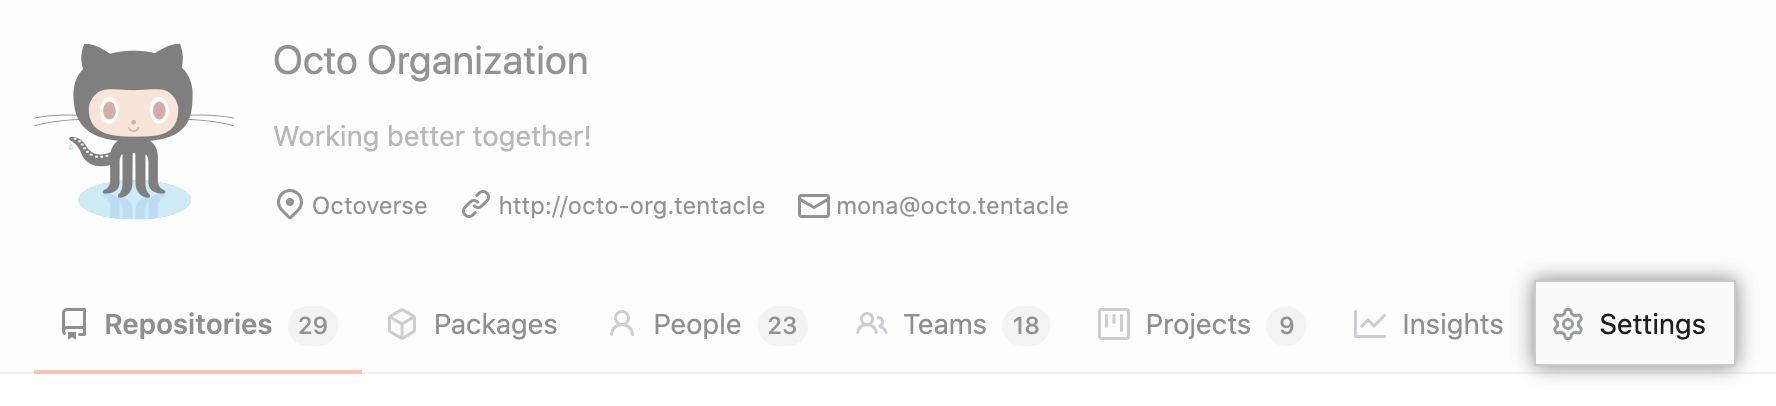 Octo Organization
Working better together!
Octoverse http://octo-org.tentacle mona@octo.tentacle
Repositories 29 Packages People 23 Teams 18 Projects 9 Insights Settings